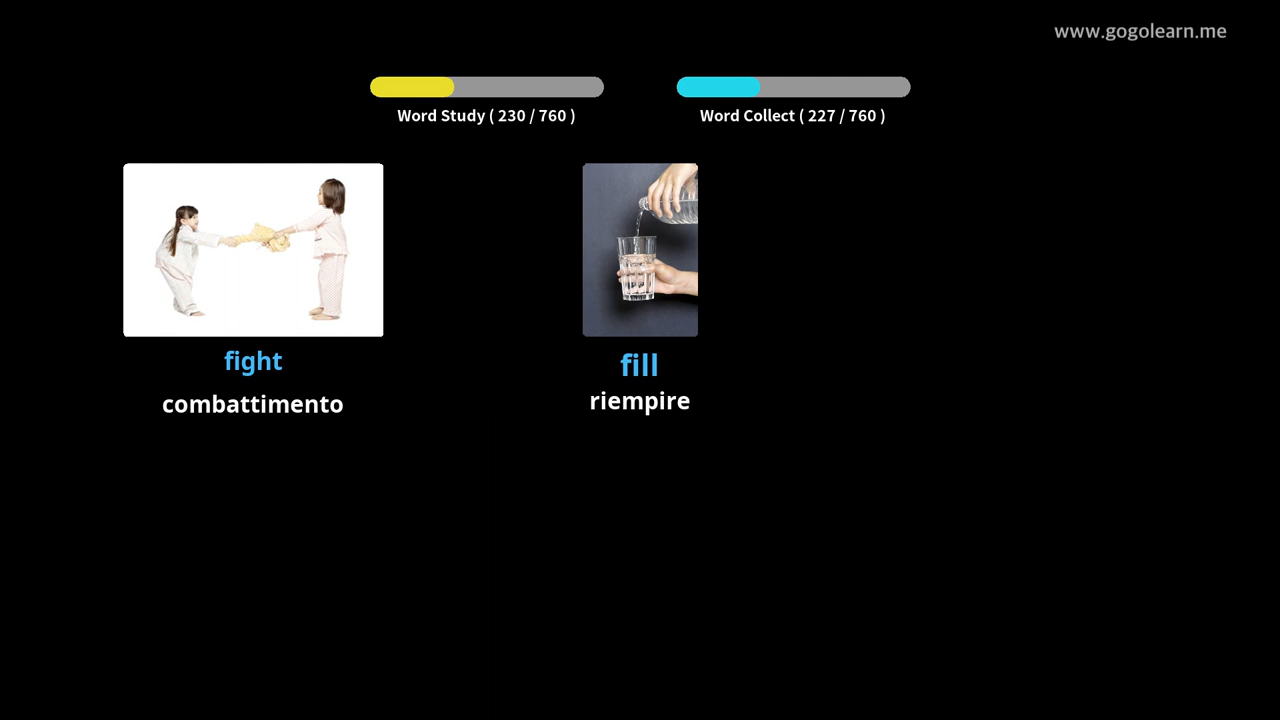 www.gogolearn.me
Word Study ( 230 / 760 )
Word Collect ( 227 / 760 )
fight
combattimento
fill
riempire